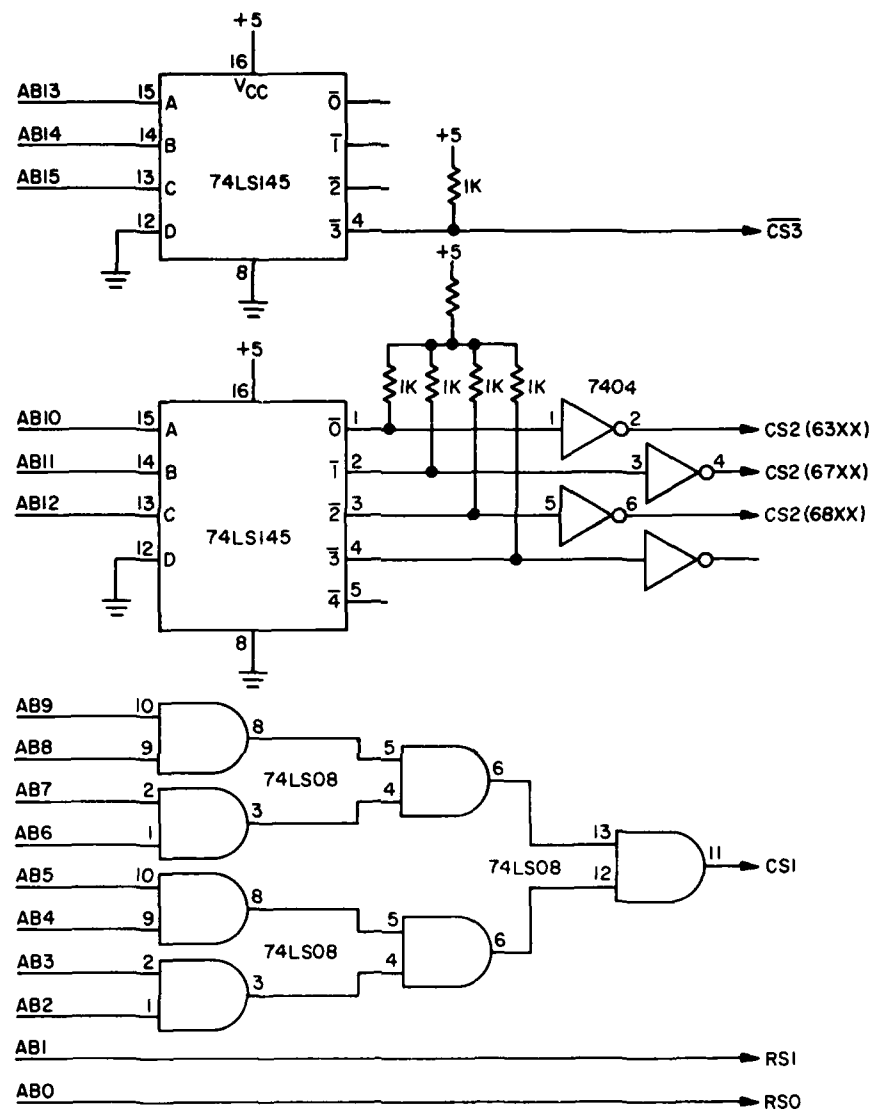 +5
16
VCC
AB13 15 A 0̅
AB14 14 B 1̅
+5
AB15 13 C 74LS145 2̅ 1K
12 D 3̅ 4 C̅S̅3̅
8
+5
+5
16
1K 1K 1K 1K 7404
AB10 15 A 0̅ 1 1 2 CS2 (63XX)
AB11 14 B 1̅ 2 3 4 CS2 (67XX)
AB12 13 C 2̅ 3 5 6 CS2 (68XX)
74LS145
12 D 3̅ 4
4̅ 5
8
AB9 10
8
AB8 9 5
74LS08 6
AB7 2 4
3
AB6 1 13
11
74LS08 CS1
AB5 10 12
8
AB4 9 5
74LS08 6
AB3 2 4
3
AB2 1
AB1 RS1
AB0 RS0